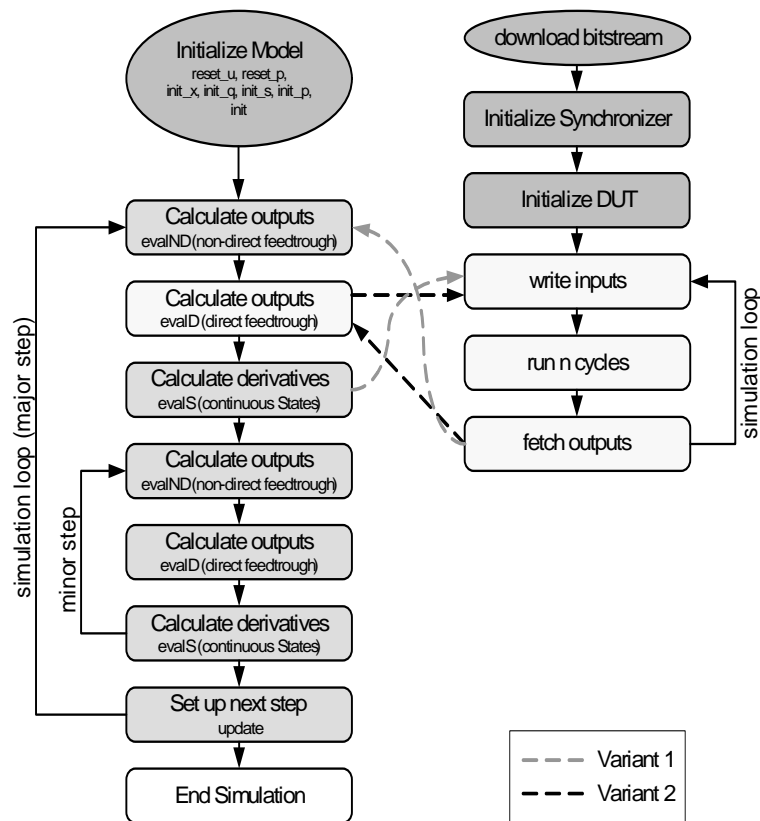 Initialize Model
reset_u, reset_p,
init_x, init_q, init_s, init_p,
init
Calculate outputs
evalND(non-direct feedtrough)
Calculate outputs
evalD(direct feedtrough)
Calculate derivatives
evalS(continuous States)
Calculate outputs
evalND(non-direct feedtrough)
Calculate outputs
evalD(direct feedtrough)
Calculate derivatives
evalS(continuous States)
Set up next step
update
End Simulation
simulation loop (major step)
minor step
download bitstream
Initialize Synchronizer
Initialize DUT
write inputs
run n cycles
fetch outputs
simulation loop
Variant 1
Variant 2